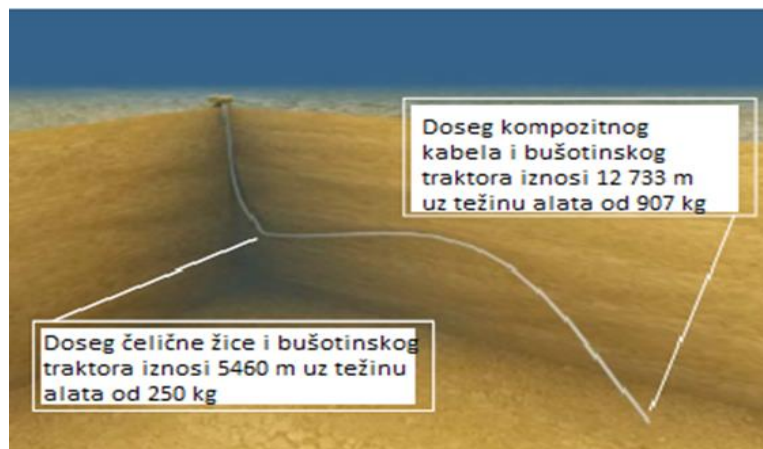 Doseg kompozitnog
kabela i bušotinskog
traktora iznosi 12 733 m
uz težinu alata od 907 kg
Doseg čelične žice i bušotinskog
traktora iznosi 5460 m uz težinu
alata od 250 kg